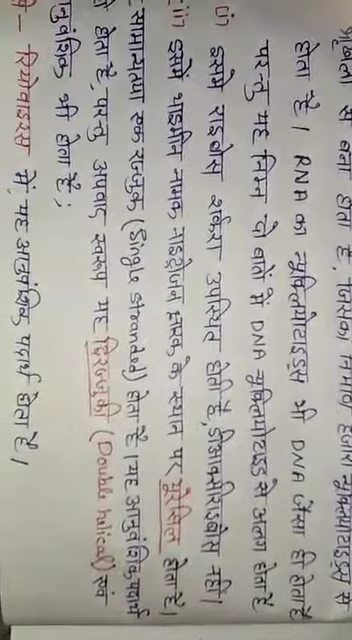 श्रृंखला से बना होता है, जिसका निर्माण हजारों न्यूक्लियोटाइड्स से
होता है। RNA का न्यूक्लियोटाइड्स भी DNA जैसा ही होता है
परन्तु यह निम्न दो बातों में DNA न्यूक्लियोटाइड से अलग होता है
(i) इसमें राइबोस शर्करा उपस्थित होती है, डीऑक्सीराइबोस नहीं।
(ii) इसमें थाइमीन नामक नाइट्रोजन क्षारक के स्थान पर यूरेसिल होता है।
सामान्यतया एक रज्जुक (Single stranded) होता है। यह आनुवंशिक पदार्थ
होता है, परन्तु अपवाद स्वरूप यह द्विरज्जुकी (Double helical) एवं
आनुवंशिक भी होता है;
रियोवाइरस में, यह आनुवंशिक पदार्थ होता है।